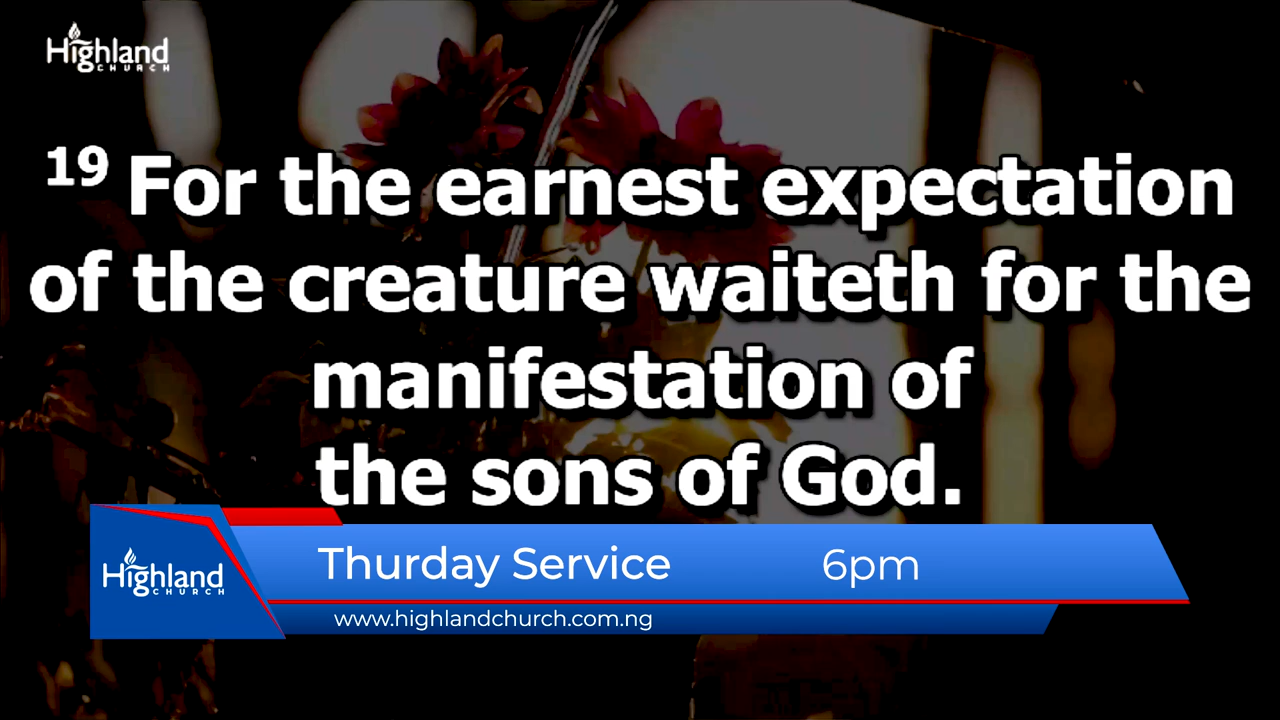 Highland
CHURCH
19 For the earnest expectation
of the creature waiteth for the
manifestation of
the sons of God.
Highland
CHURCH
Thurday Service 6pm
www.highlandchurch.com.ng